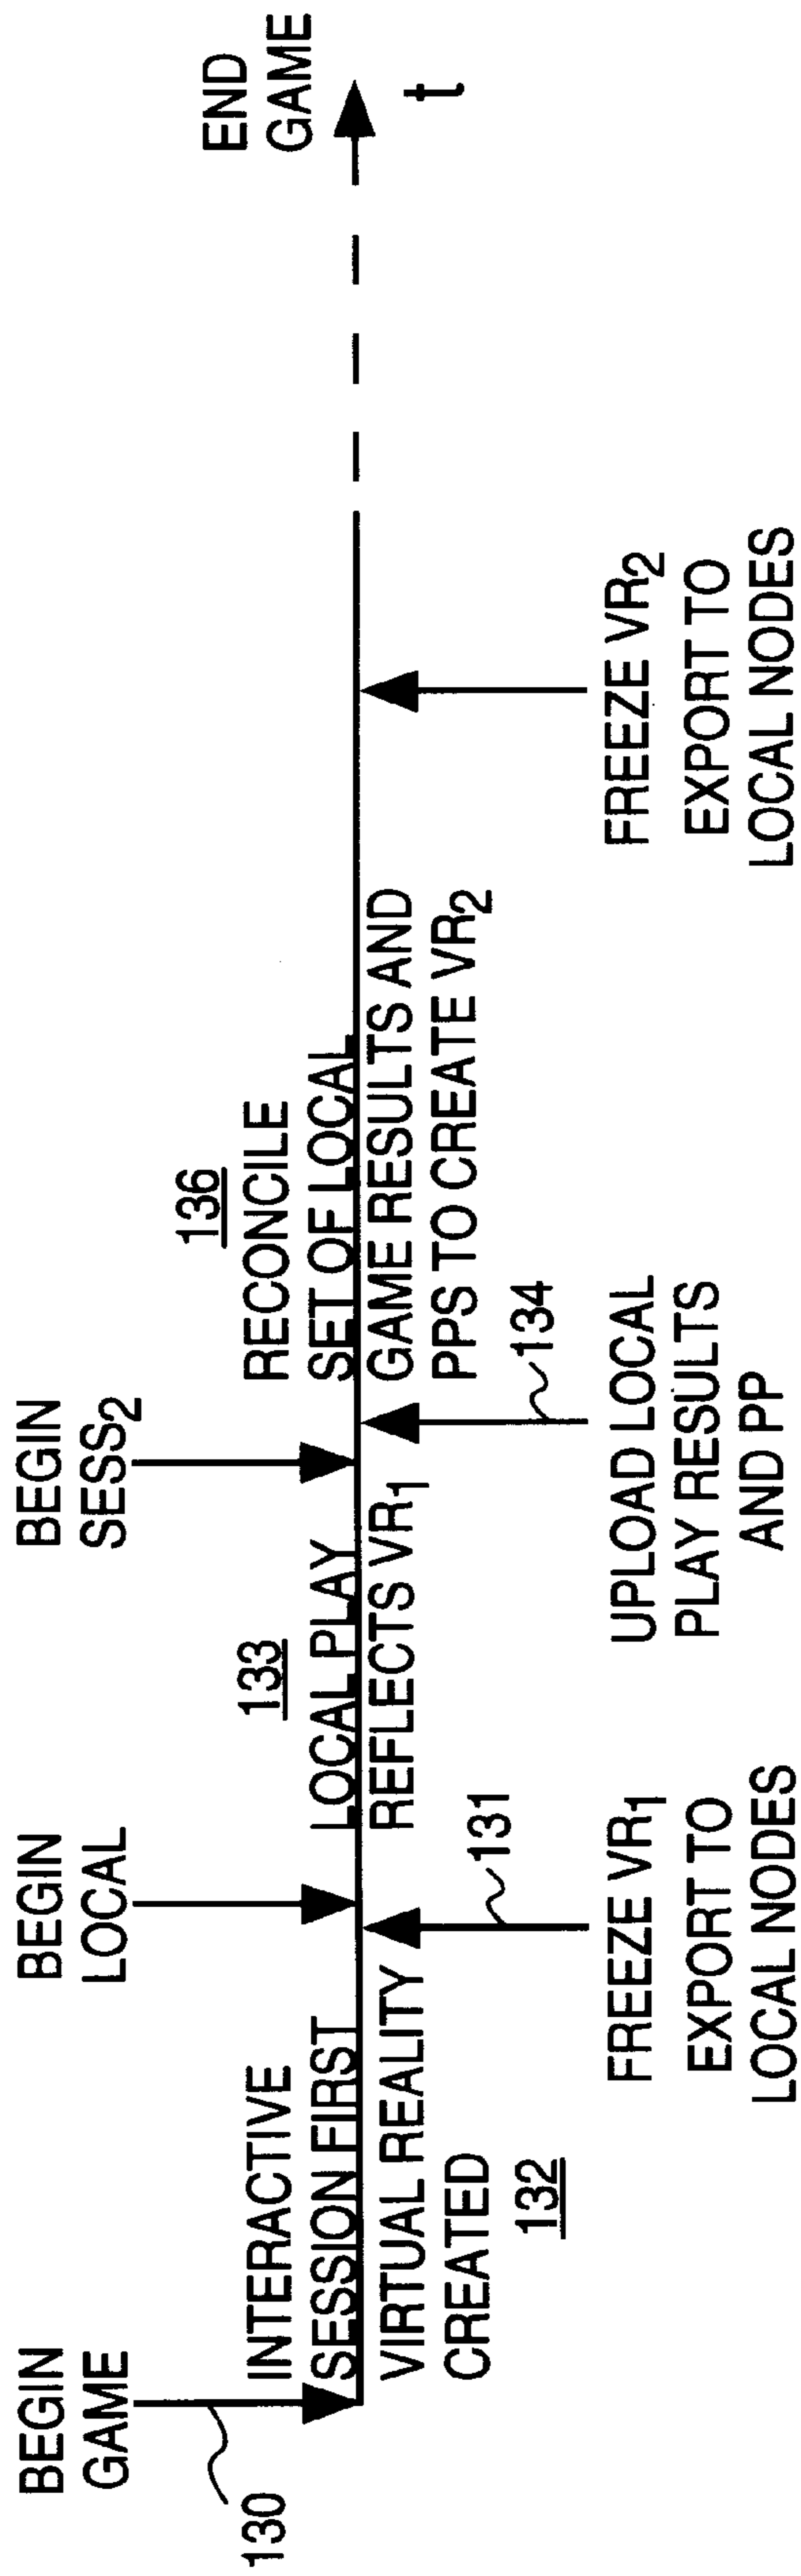 BEGIN
GAME
130
INTERACTIVE
SESSION FIRST
VIRTUAL REALITY
CREATED
132
BEGIN
LOCAL
131
FREEZE VR1
EXPORT TO
LOCAL NODES
133
LOCAL PLAY
REFLECTS VR1
BEGIN
SESS2
134
UPLOAD LOCAL
PLAY RESULTS
AND PP
136
RECONCILE
SET OF LOCAL
GAME RESULTS AND
PPS TO CREATE VR2
FREEZE VR2
EXPORT TO
LOCAL NODES
END
GAME
t